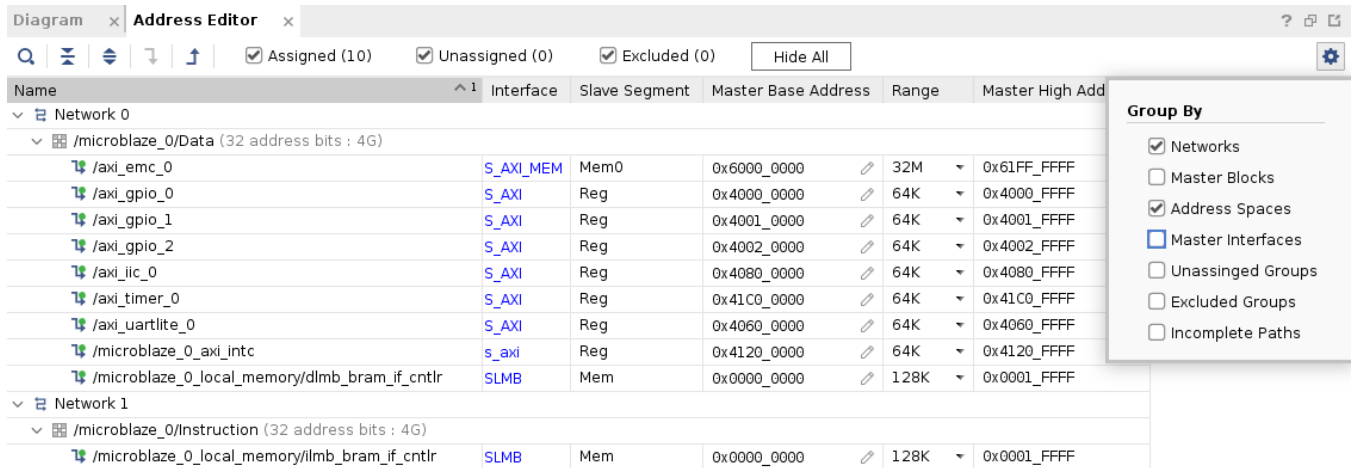 Diagram × Address Editor × ?
Assigned (10) Unassigned (0) Excluded (0) Hide All
Name 1 Interface Slave Segment Master Base Address Range Master High Add
Network 0
/microblaze_0/Data (32 address bits : 4G)
/axi_emc_0 S_AXI_MEM Mem0 0x6000_0000 32M 0x61FF_FFFF
/axi_gpio_0 S_AXI Reg 0x4000_0000 64K 0x4000_FFFF
/axi_gpio_1 S_AXI Reg 0x4001_0000 64K 0x4001_FFFF
/axi_gpio_2 S_AXI Reg 0x4002_0000 64K 0x4002_FFFF
/axi_iic_0 S_AXI Reg 0x4080_0000 64K 0x4080_FFFF
/axi_timer_0 S_AXI Reg 0x41C0_0000 64K 0x41C0_FFFF
/axi_uartlite_0 S_AXI Reg 0x4060_0000 64K 0x4060_FFFF
/microblaze_0_axi_intc s_axi Reg 0x4120_0000 64K 0x4120_FFFF
/microblaze_0_local_memory/dlmb_bram_if_cntlr SLMB Mem 0x0000_0000 128K 0x0001_FFFF
Network 1
/microblaze_0/Instruction (32 address bits : 4G)
/microblaze_0_local_memory/ilmb_bram_if_cntlr SLMB Mem 0x0000_0000 128K 0x0001_FFFF
Group By
Networks
Master Blocks
Address Spaces
Master Interfaces
Unassinged Groups
Excluded Groups
Incomplete Paths